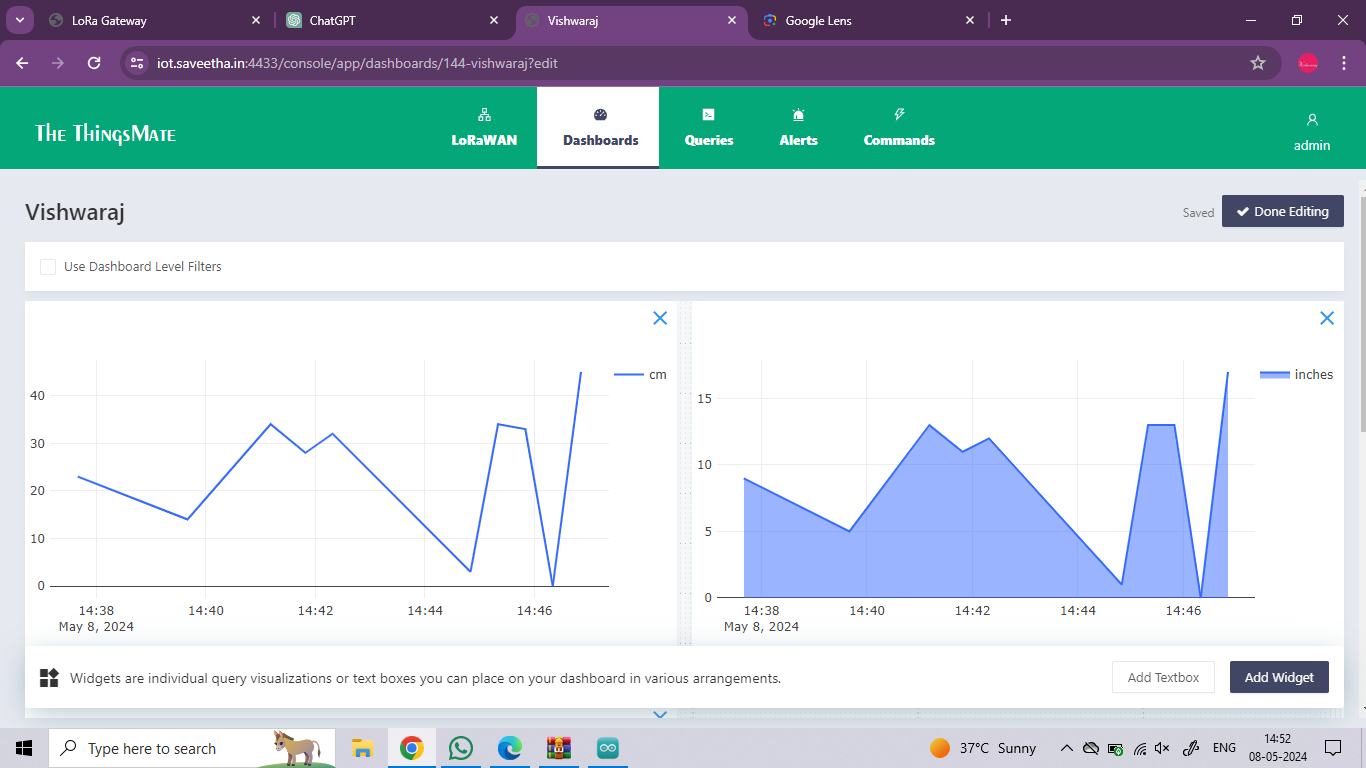 LoRa Gateway
ChatGPT
Vishwaraj
Google Lens
iot.saveetha.in:4433/console/app/dashboards/144-vishwaraj?edit
The ThingsMate
LoRaWAN
Dashboards
Queries
Alerts
Commands
admin
Vishwaraj
Saved
Done Editing
Use Dashboard Level Filters
cm
40
30
20
10
0
14:38
14:40
14:42
14:44
14:46
May 8, 2024
inches
15
10
5
0
14:38
14:40
14:42
14:44
14:46
May 8, 2024
Widgets are individual query visualizations or text boxes you can place on your dashboard in various arrangements.
Add Textbox
Add Widget
Type here to search
37°C Sunny
ENG
14:52
08-05-2024